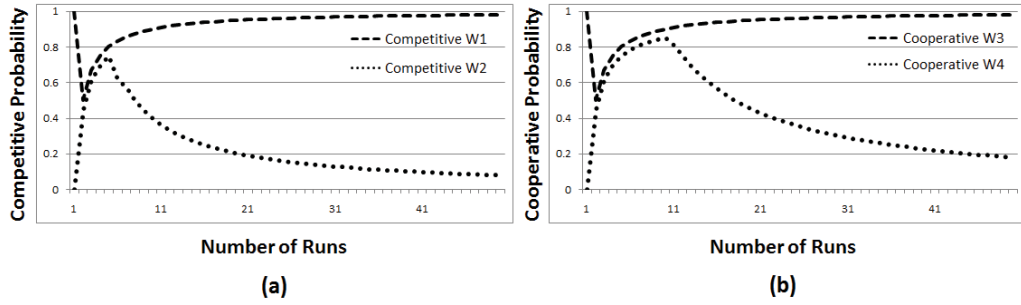 Competitive Probability
1
0.8
0.6
0.4
0.2
0
Competitive W1
Competitive W2
1
11
21
31
41
Number of Runs
(a)
Cooperative Probability
1
0.8
0.6
0.4
0.2
0
Cooperative W3
Cooperative W4
1
11
21
31
41
Number of Runs
(b)